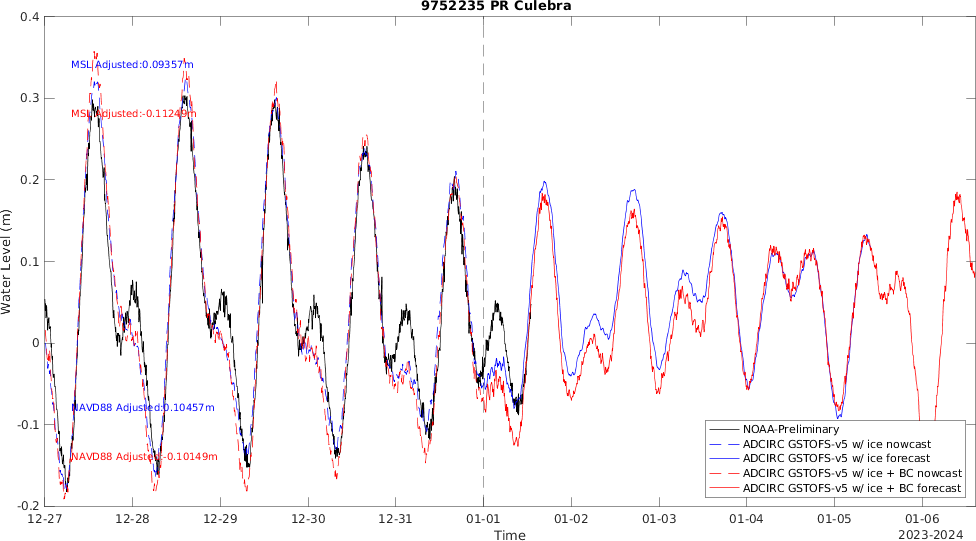 9752235 PR Culebra
0.4
0.3
0.2
0.1
0
-0.1
-0.2
Water Level (m)
MSL Adjusted:0.09357m
MSL Adjusted:-0.11249m
NAVD88 Adjusted:0.10457m
NAVD88 Adjusted:-0.10149m
NOAA-Preliminary
ADCIRC GSTOFS-v5 w/ ice nowcast
ADCIRC GSTOFS-v5 w/ ice forecast
ADCIRC GSTOFS-v5 w/ ice + BC nowcast
ADCIRC GSTOFS-v5 w/ ice + BC forecast
12-27 12-28 12-29 12-30 12-31 01-01 01-02 01-03 01-04 01-05 01-06
Time
2023-2024